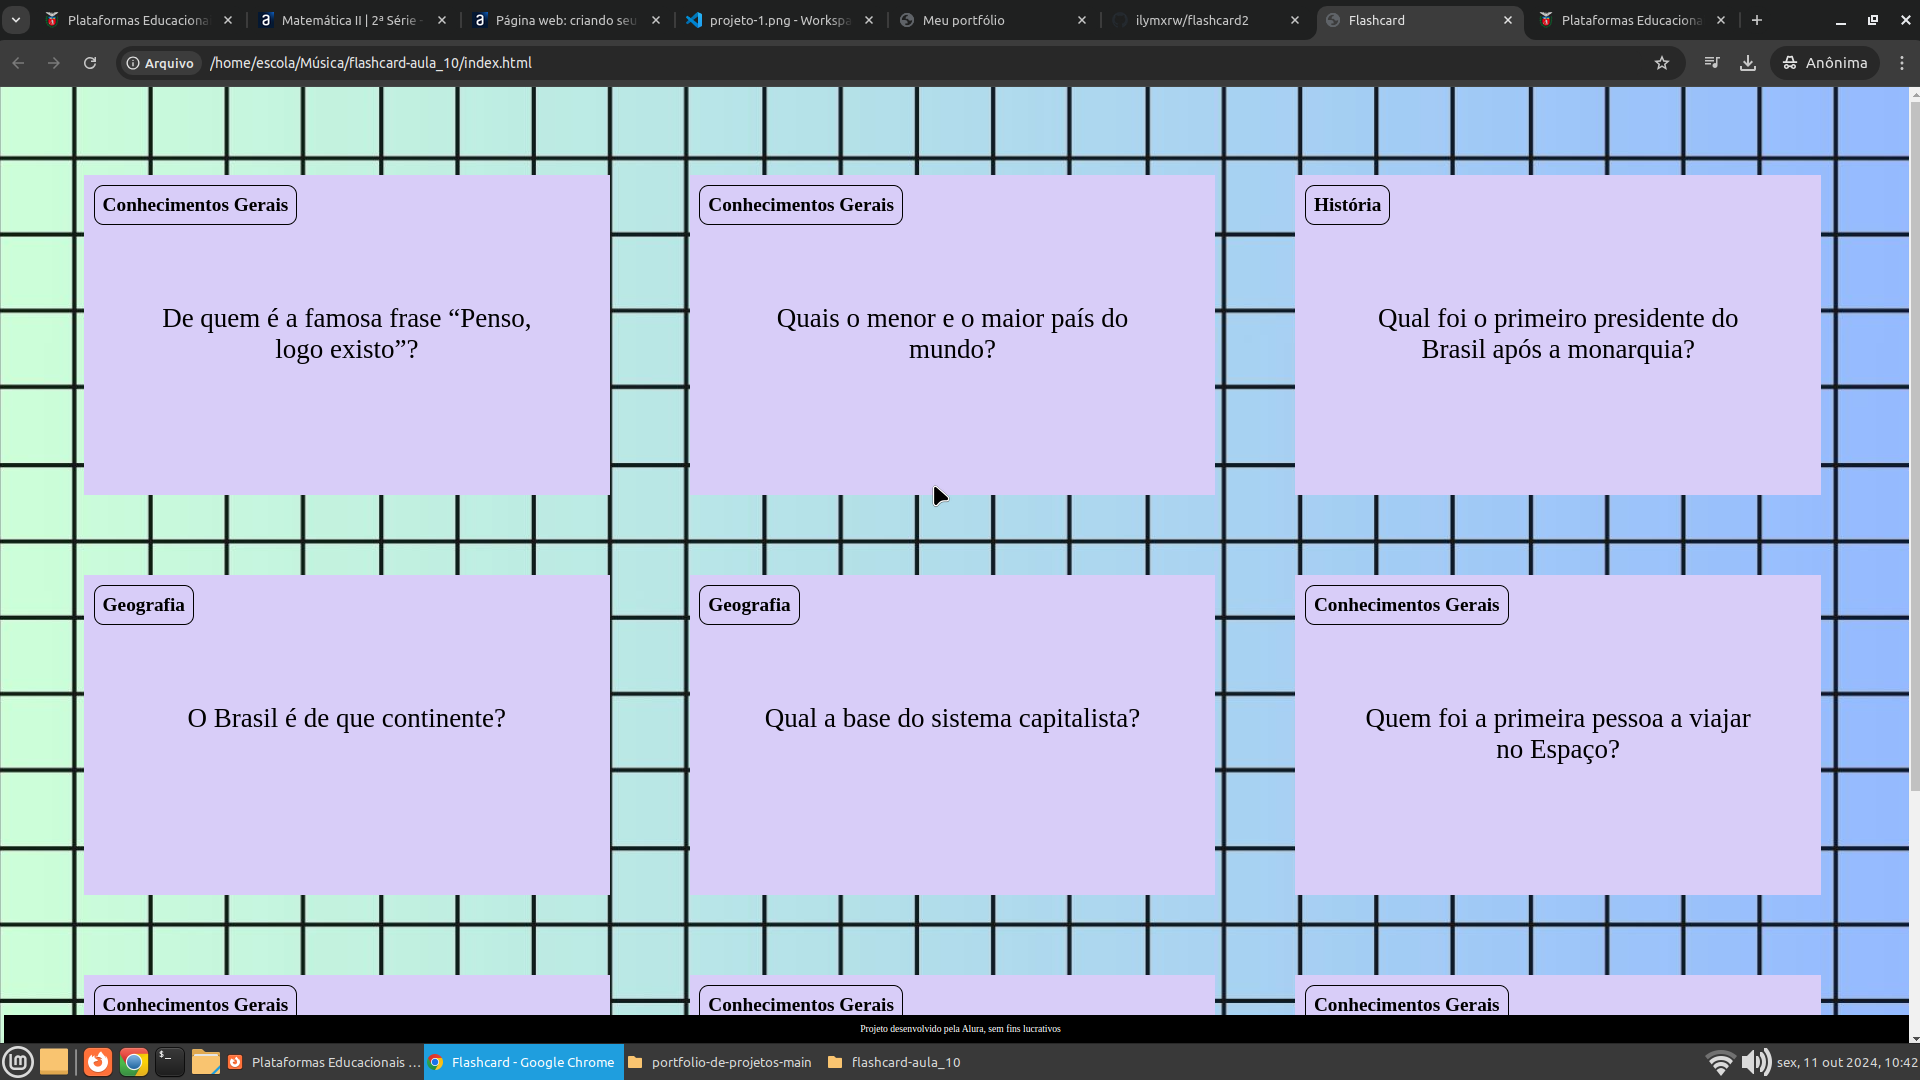 Plataformas Educaciona
Matemática II | 2ª Série -
Página web: criando seu
projeto-1.png - Workspa
Meu portfólio
ilymxrw/flashcard2
Flashcard
Plataformas Educaciona
Arquivo
/home/escola/Música/flashcard-aula_10/index.html
Anônima
Conhecimentos Gerais
De quem é a famosa frase “Penso,
logo existo”?
Conhecimentos Gerais
Quais o menor e o maior país do
mundo?
História
Qual foi o primeiro presidente do
Brasil após a monarquia?
Geografia
O Brasil é de que continente?
Geografia
Qual a base do sistema capitalista?
Conhecimentos Gerais
Quem foi a primeira pessoa a viajar
no Espaço?
Conhecimentos Gerais
Conhecimentos Gerais
Conhecimentos Gerais
Projeto desenvolvido pela Alura, sem fins lucrativos
Plataformas Educacionais ...
Flashcard - Google Chrome
portfolio-de-projetos-main
flashcard-aula_10
sex, 11 out 2024, 10:42